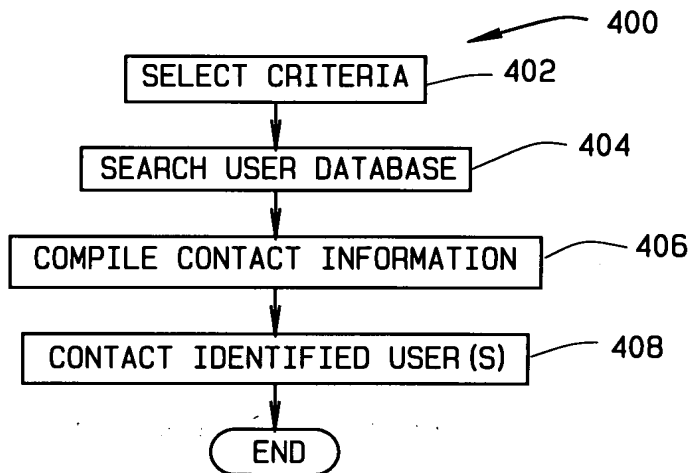 400
SELECT CRITERIA
402
SEARCH USER DATABASE
404
COMPILE CONTACT INFORMATION
406
CONTACT IDENTIFIED USER(S)
408
END